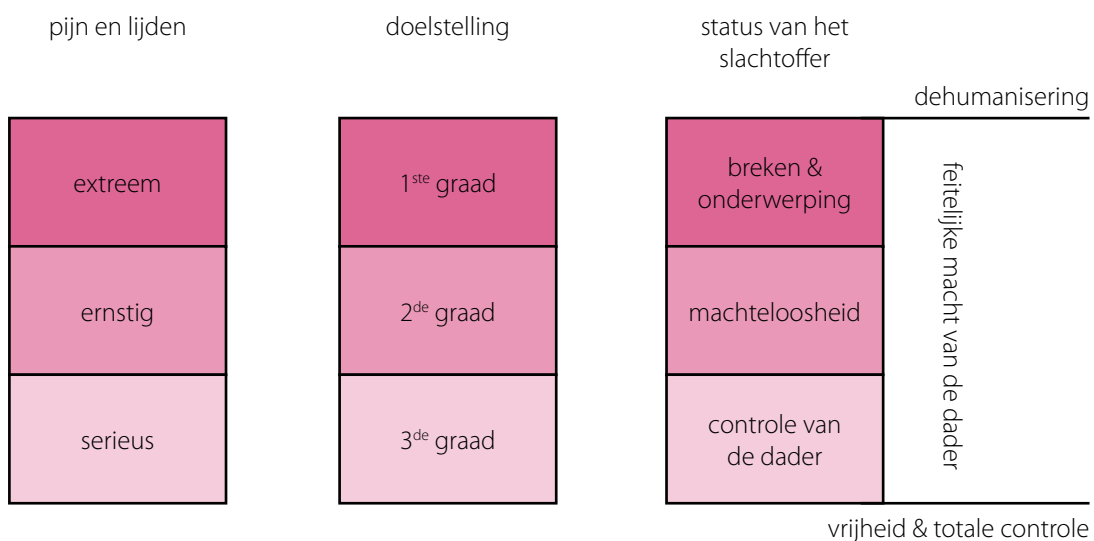 pijn en lijden
doelstelling
status van het
slachtoffer
dehumanisering
extreem
1ste graad
breken &
onderwerping
ernstig
2de graad
machteloosheid
serieus
3de graad
controle van
de dader
feitelijke macht van de dader
vrijheid & totale controle